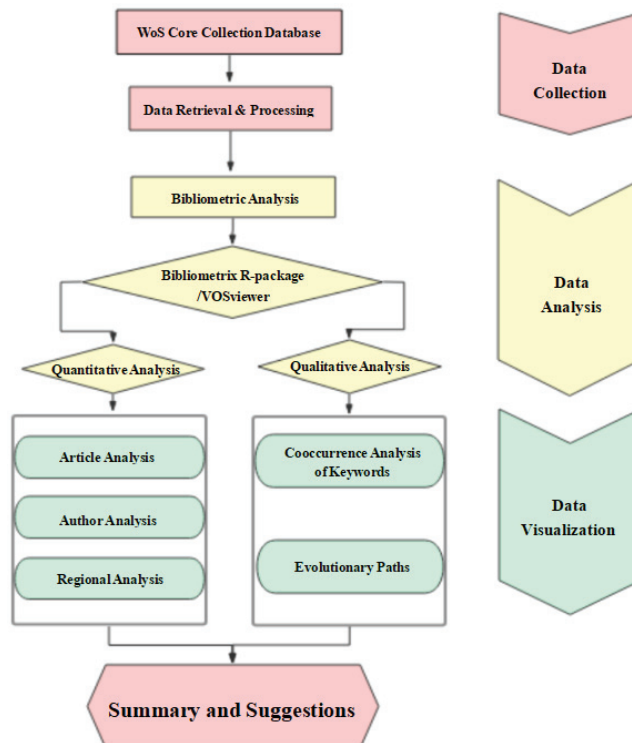 WoS Core Collection Database
Data
Collection
Data Retrieval & Processing
Bibliometric Analysis
Bibliometrix R-package
/VOSviewer
Data
Analysis
Quantitative Analysis
Qualitative Analysis
Article Analysis
Author Analysis
Regional Analysis
Cooccurrence Analysis
of Keywords
Evolutionary Paths
Data
Visualization
Summary and Suggestions